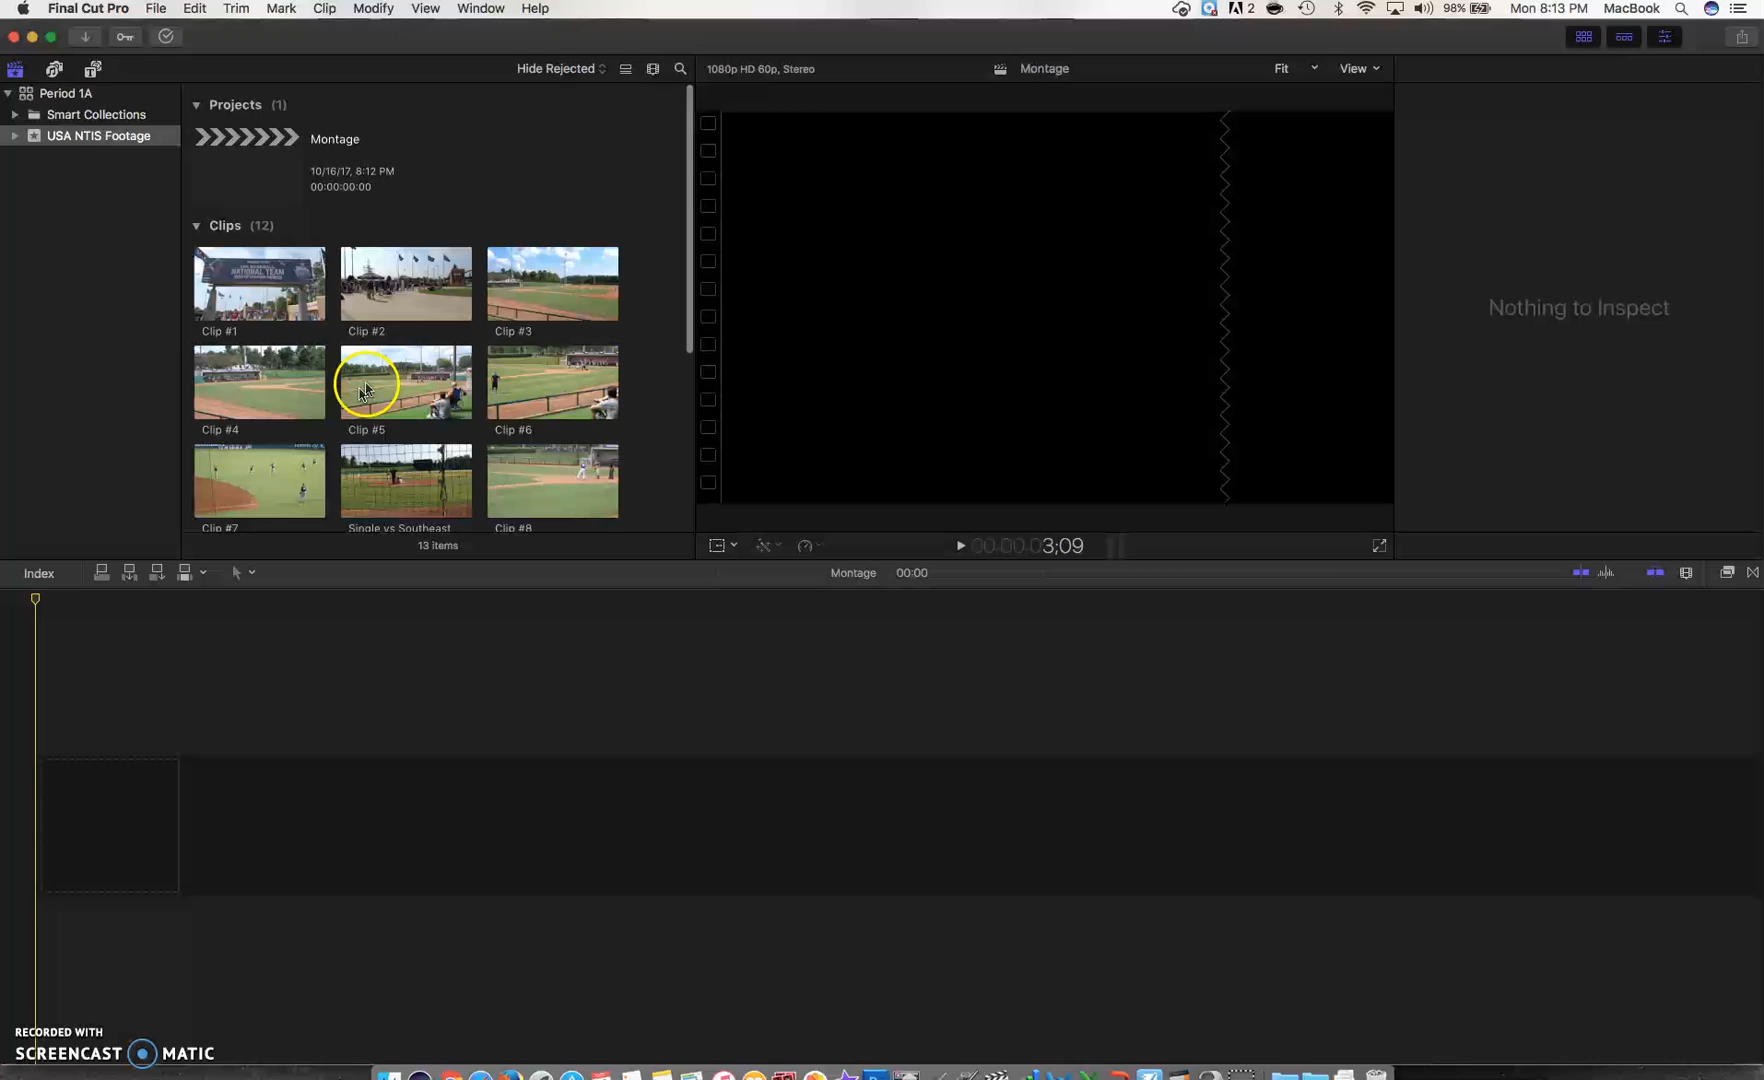 Final Cut Pro File Edit Trim Mark Clip Modify View Window Help 2 98% Mon 8:13 PM MacBook
Hide Rejected 1080p HD 60p, Stereo Montage Fit View
Period 1A
Smart Collections
USA NTIS Footage
Projects (1)
Montage
10/16/17, 8:12 PM
00:00:00:00
Clips (12)
NATIONAL TEAM
Clip #1 Clip #2 Clip #3
Clip #4 Clip #5 Clip #6
Clip #7 Single vs Southeast Clip #8
13 items
Nothing to Inspect
00:00:03;09
Index Montage 00:00
RECORDED WITH
SCREENCAST MATIC